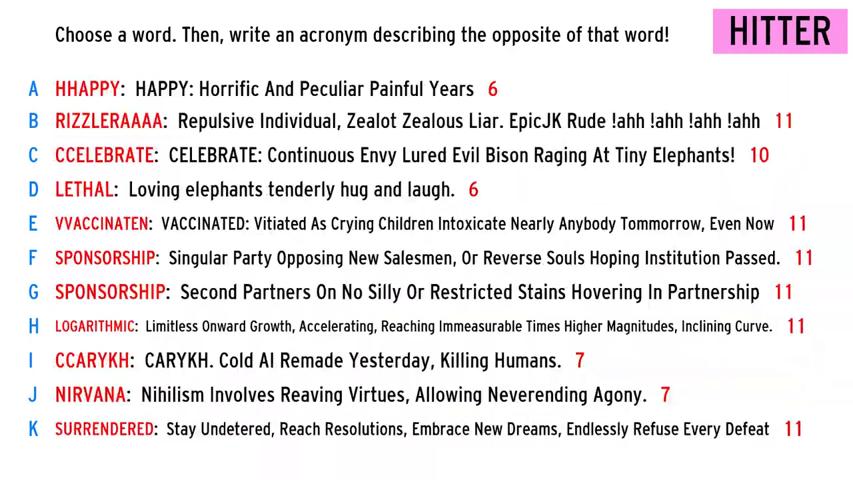 Choose a word. Then, write an acronym describing the opposite of that word!
HITTER
A HHAPPY: HAPPY: Horrific And Peculiar Painful Years 6
B RIZZLERAAAA: Repulsive Individual, Zealot Zealous Liar. EpicJK Rude !ahh !ahh !ahh !ahh 11
C CCELEBRATE: CELEBRATE: Continuous Envy Lured Evil Bison Raging At Tiny Elephants! 10
D LETHAL: Loving elephants tenderly hug and laugh. 6
E VVACCINATEN: VACCINATED: Vitiated As Crying Children Intoxicate Nearly Anybody Tommorrow, Even Now 11
F SPONSORSHIP: Singular Party Opposing New Salesmen, Or Reverse Souls Hoping Institution Passed. 11
G SPONSORSHIP: Second Partners On No Silly Or Restricted Stains Hovering In Partnership 11
H LOGARITHMIC: Limitless Onward Growth, Accelerating, Reaching Immeasurable Times Higher Magnitudes, Inclining Curve. 11
I CCARYKH: CARYKH. Cold AI Remade Yesterday, Killing Humans. 7
J NIRVANA: Nihilism Involves Reaving Virtues, Allowing Neverending Agony. 7
K SURRENDERED: Stay Undetered, Reach Resolutions, Embrace New Dreams, Endlessly Refuse Every Defeat 11